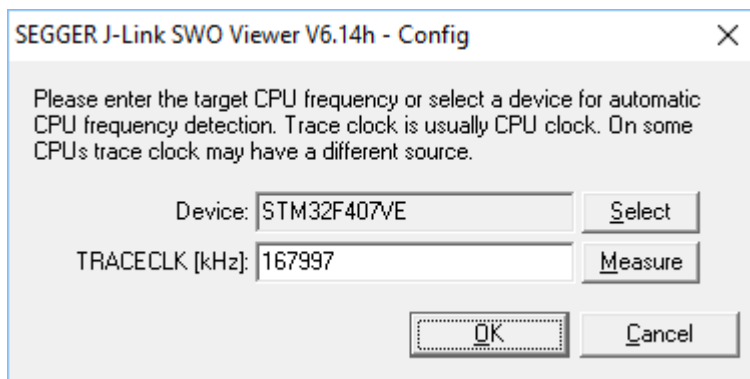 SEGGER J-Link SWO Viewer V6.14h - Config
Please enter the target CPU frequency or select a device for automatic
CPU frequency detection. Trace clock is usually CPU clock. On some
CPUs trace clock may have a different source.
Device: STM32F407VE Select
TRACECLK [kHz]: 167997 Measure
OK Cancel